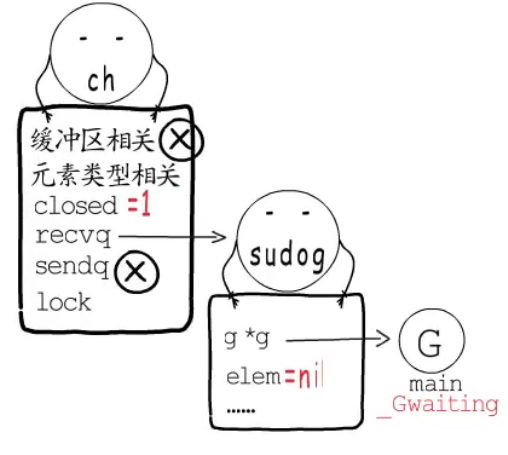 ch
缓冲区相关
元素类型相关
closed =1
recvq
sendq
lock
sudog
g *g
elem =nil
......
G
main
_Gwaiting